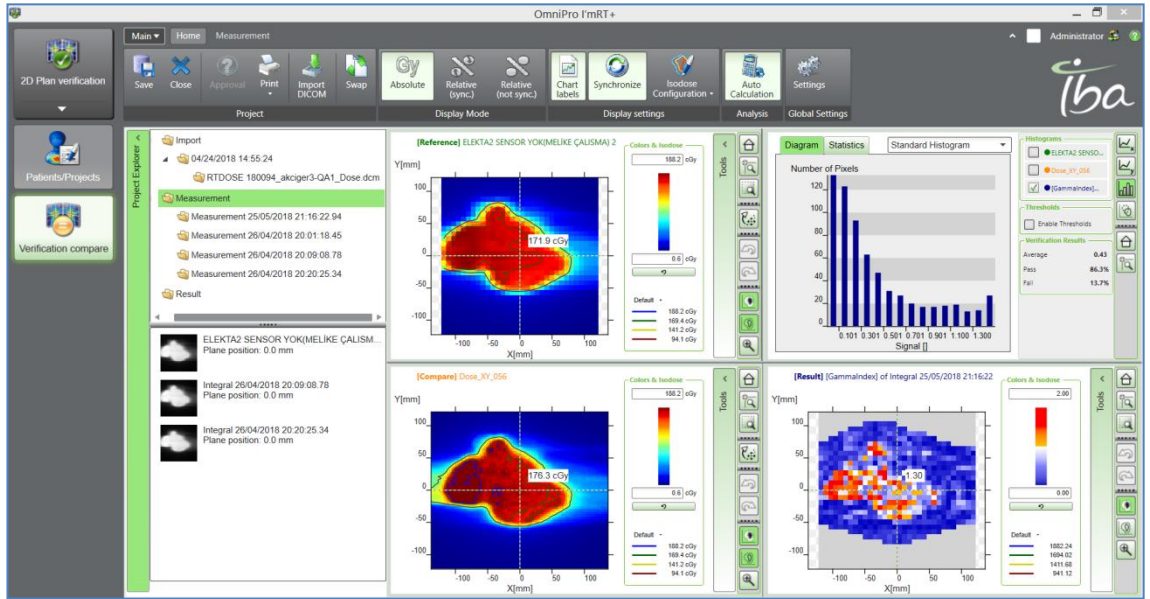 OmniPro I'mRT+
Main Home Measurement Administrator
2D Plan verification
Patients/Projects
Verification compare
Save Close Approval Print Import DICOM Swap
Project
Absolute Relative (sync.) Relative (not sync.)
Display Mode
Chart labels Synchronize Isodose Configuration
Display settings
Auto Calculation
Analysis
Settings
Global Settings
iba
Project Explorer
Import
04/24/2018 14:55:24
RTDOSE 180094_akciger3-QA1_Dose.dcm
Measurement
Measurement 25/05/2018 21:16:22.94
Measurement 26/04/2018 20:01:18.45
Measurement 26/04/2018 20:09:08.78
Measurement 26/04/2018 20:20:25.34
Result
ELEKTA2 SENSOR YOK(MELİKE ÇALISM...
Plane position: 0.0 mm
Integral 26/04/2018 20:09:08.78
Plane position: 0.0 mm
Integral 26/04/2018 20:20:25.34
Plane position: 0.0 mm
[Reference] ELEKTA2 SENSOR YOK(MELİKE ÇALISMA) 2
Y[mm]
100
50
0
-50
-100
171.9 cGy
-100 -50 0 50 100
X[mm]
Colors & Isodose
188.2 cGy
0.6 cGy
Default -
188.2 cGy
169.4 cGy
141.2 cGy
94.1 cGy
Tools
Diagram Statistics Standard Histogram
Number of Pixels
120
100
80
60
40
20
0
0.101 0.301 0.501 0.701 0.901 1.100 1.300
Signal []
Histograms
ELEKTA2 SENSO...
Dose_XY_056
[GammaIndex]...
Thresholds
Enable Thresholds
Verification Results
Average 0.43
Pass 86.3%
Fail 13.7%
[Compare] Dose_XY_056
Y[mm]
100
50
0
-50
-100
176.3 cGy
-100 -50 0 50 100
X[mm]
Colors & Isodose
188.2 cGy
0.6 cGy
Default -
188.2 cGy
169.4 cGy
141.2 cGy
94.1 cGy
Tools
[Result] [GammaIndex] of Integral 25/05/2018 21:16:22
Y[mm]
100
50
0
-50
-100
1.30
-100 -50 0 50 100
X[mm]
Colors & Isodose
2.00
0.00
Default -
1882.24
1694.02
1411.68
941.12
Tools